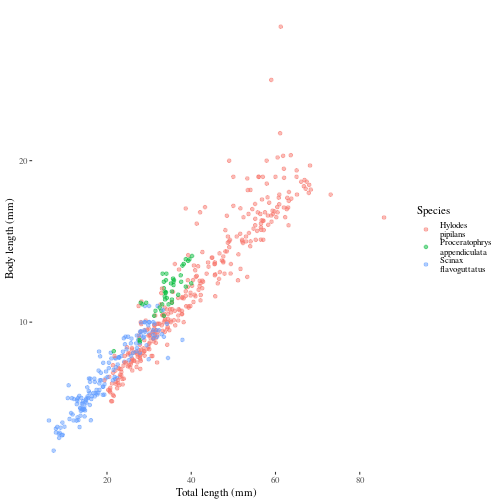 20
10
Body length (mm)
20
40
60
80
Total length (mm)
Species
Hylodes
pipilans
Proceratophrys
appendiculata
Scinax
flavoguttatus